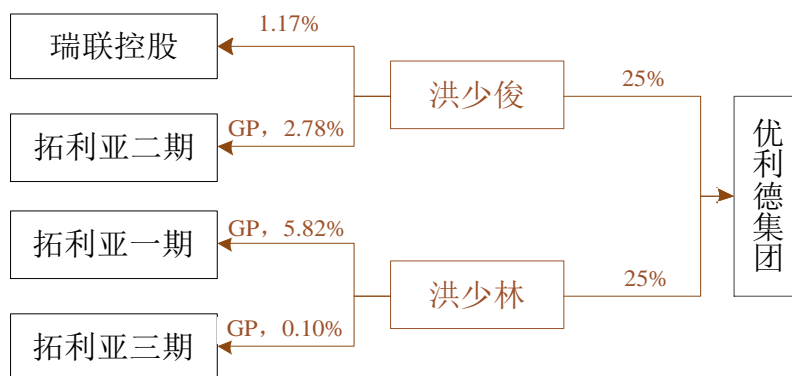 瑞联控股
1.17%
洪少俊
25%
拓利亚二期
GP，2.78%
优利德集团
拓利亚一期
GP，5.82%
洪少林
25%
拓利亚三期
GP，0.10%